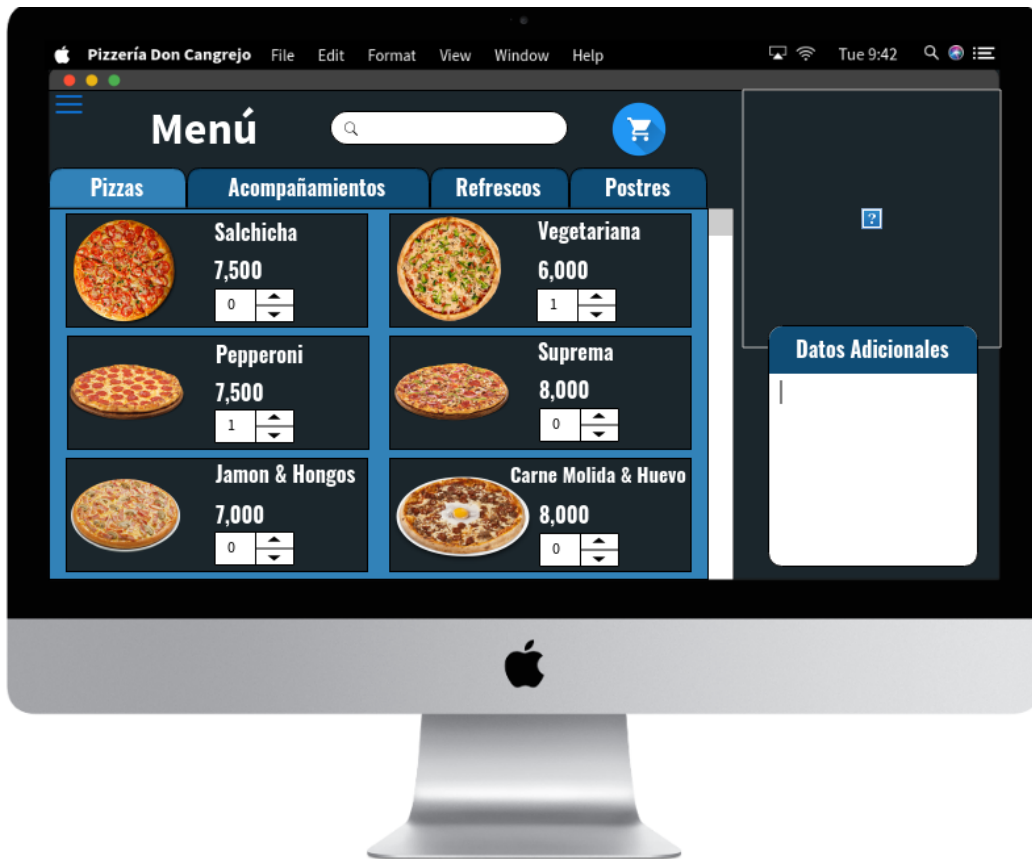 Pizzería Don Cangrejo File Edit Format View Window Help Tue 9:42
Menú
Pizzas Acompañamientos Refrescos Postres
Salchicha
7,500
0
Vegetariana
6,000
1
Pepperoni
7,500
1
Suprema
8,000
0
Jamon & Hongos
7,000
0
Carne Molida & Huevo
8,000
0
?
Datos Adicionales